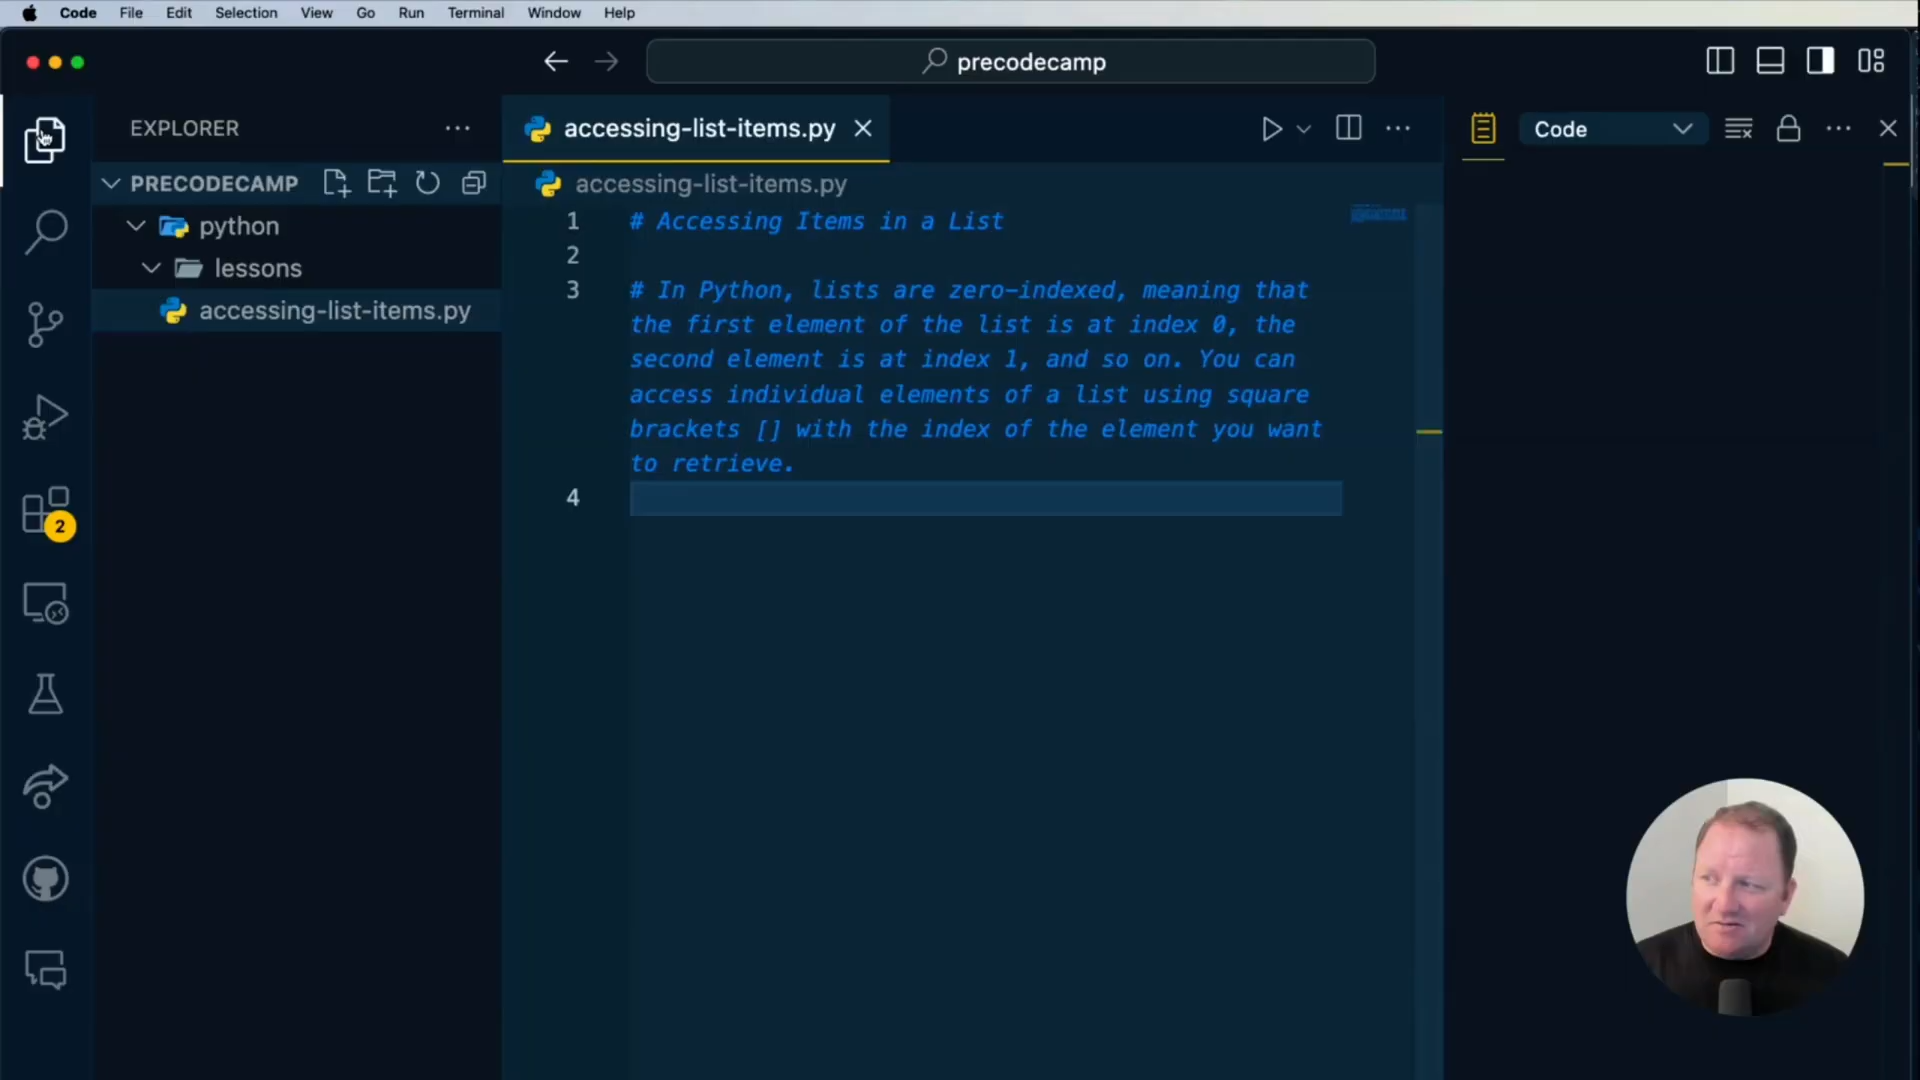 Code File Edit Selection View Go Run Terminal Window Help
precodecamp
EXPLORER
accessing-list-items.py
Code
PRECODECAMP
accessing-list-items.py
python
lessons
accessing-list-items.py
2
1 # Accessing Items in a List
2
3 # In Python, lists are zero-indexed, meaning that
the first element of the list is at index 0, the
second element is at index 1, and so on. You can
access individual elements of a list using square
brackets [] with the index of the element you want
to retrieve.
4